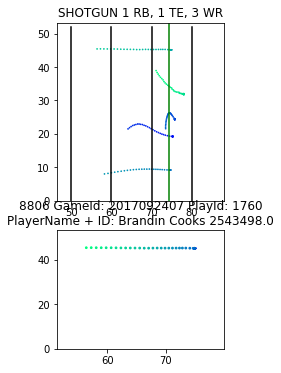 SHOTGUN 1 RB, 1 TE, 3 WR
50
40
30
20
10
0
50 60 70 80
8806 GameId: 2017092407 PlayId: 1760
PlayerName + ID: Brandin Cooks 2543498.0
40
20
0
60 70